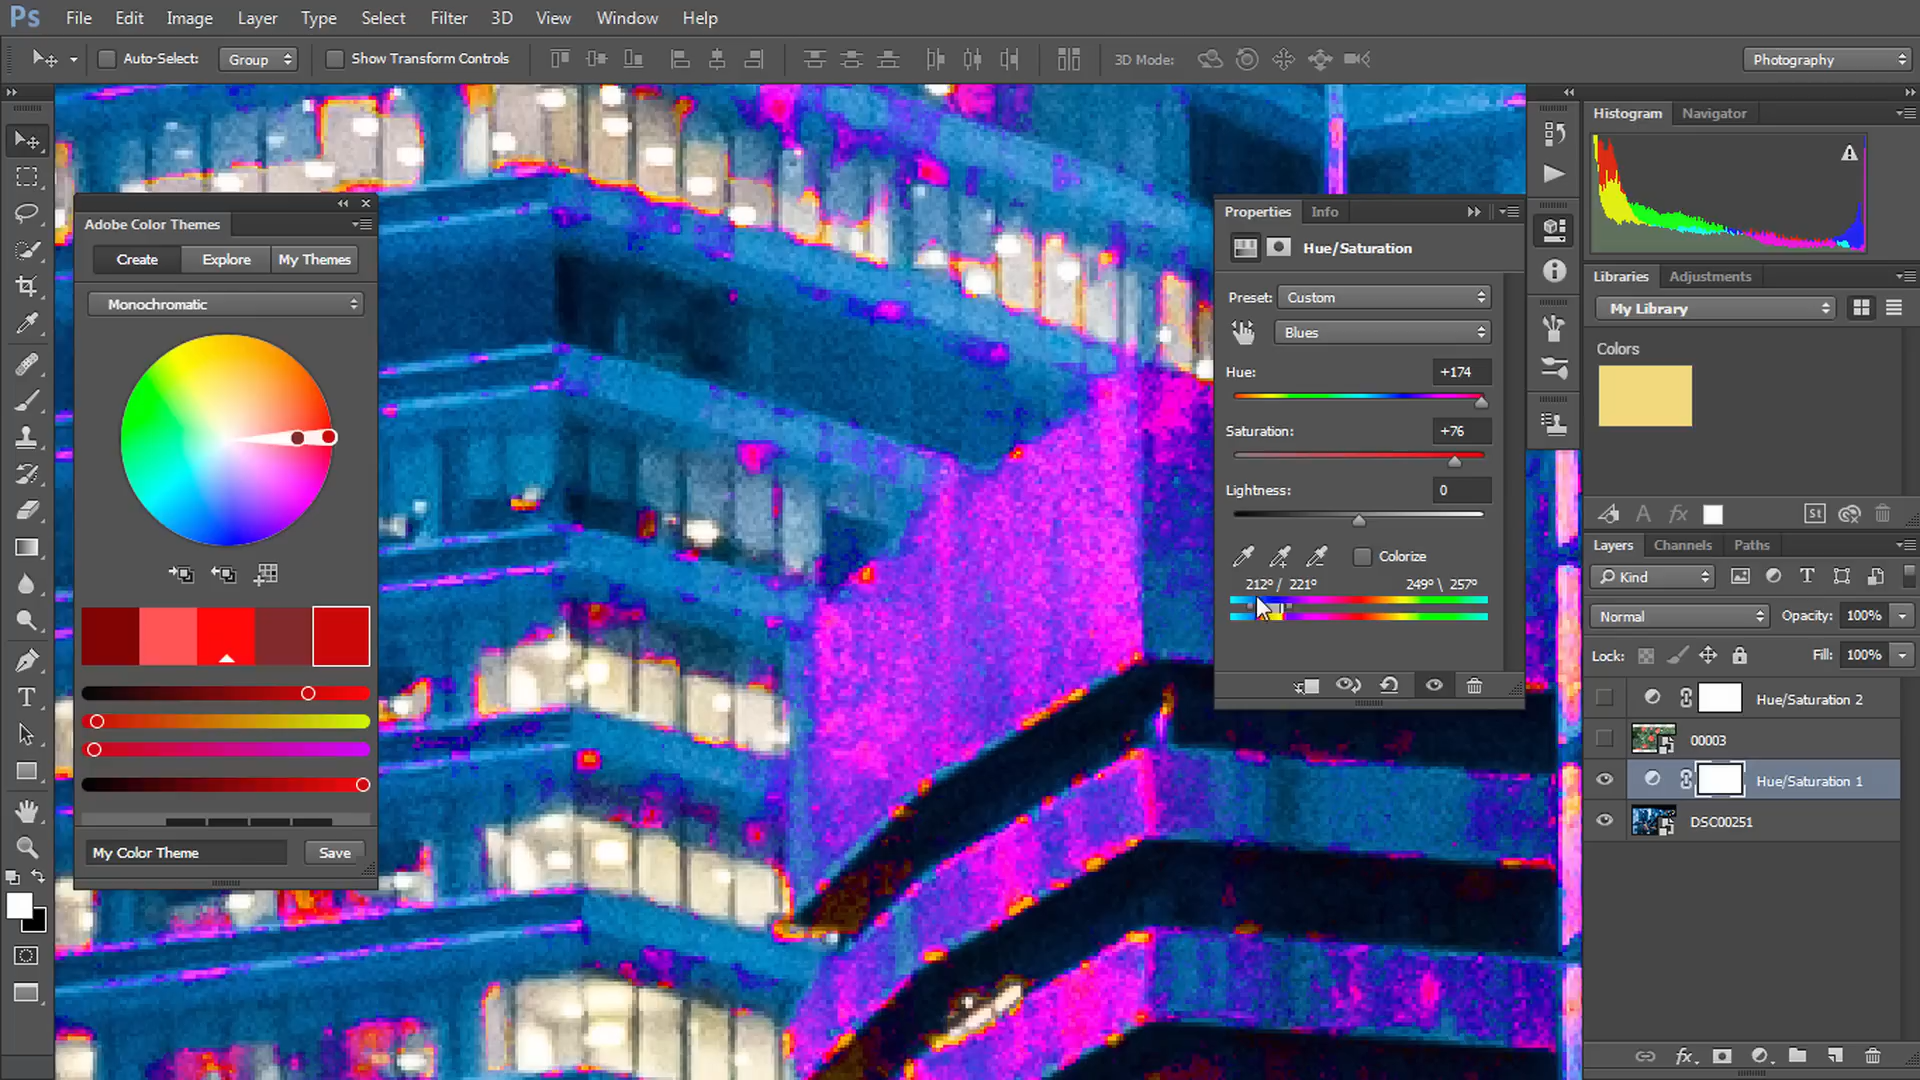 Ps File Edit Image Layer Type Select Filter 3D View Window Help
Auto-Select: Group Show Transform Controls 3D Mode: Photography
Adobe Color Themes
Create Explore My Themes
Monochromatic
My Color Theme Save
Properties Info
Hue/Saturation
Preset: Custom
Blues
Hue: +174
Saturation: +76
Lightness: 0
Colorize
212° / 221° 249° \ 257°
Histogram Navigator
Libraries Adjustments
My Library
Colors
A fx St
Layers Channels Paths
Kind T
Normal Opacity: 100%
Lock: Fill: 100%
Hue/Saturation 2
00003
Hue/Saturation 1
DSC00251
fx